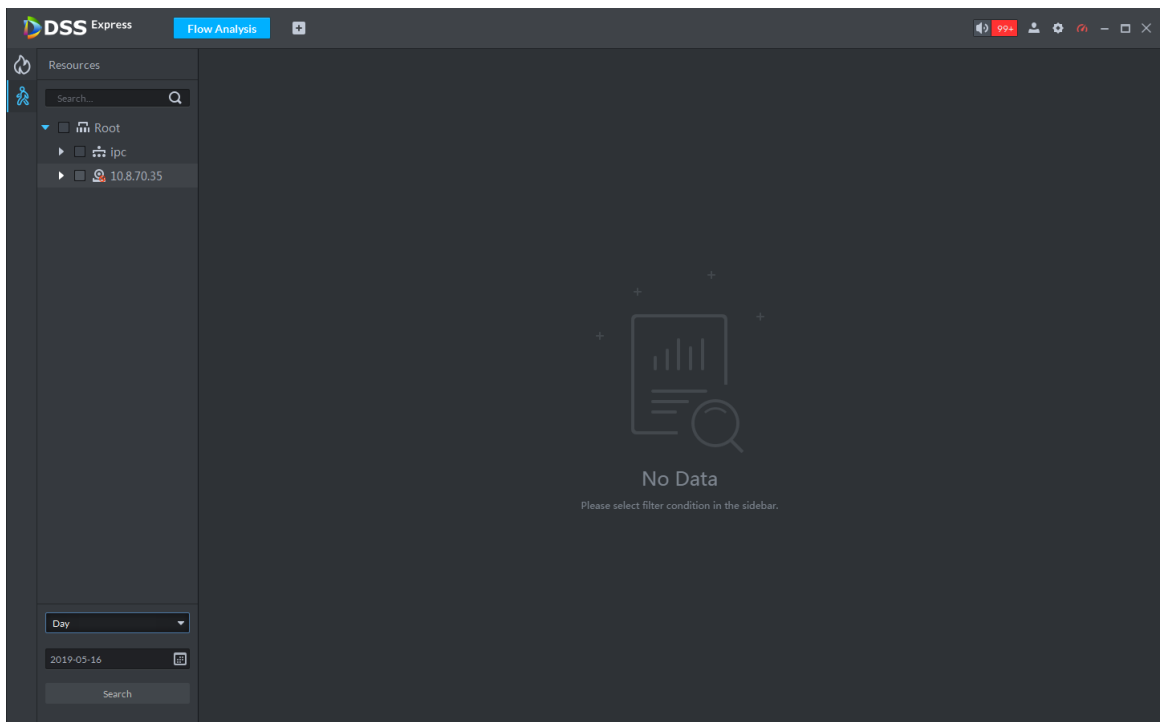 DSS Express
Flow Analysis
99+
Resources
Search...
Root
ipc
10.8.70.35
No Data
Please select filter condition in the sidebar.
Day
2019-05-16
Search